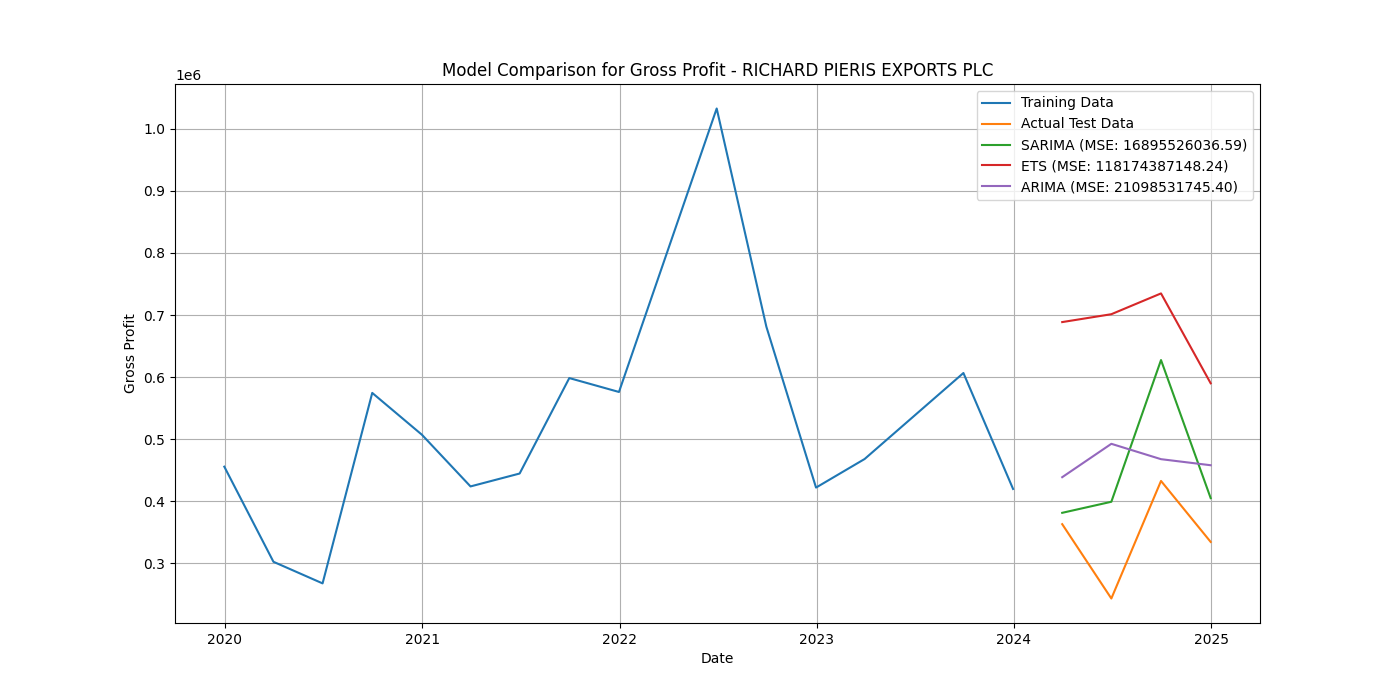 Model Comparison for Gross Profit - RICHARD PIERIS EXPORTS PLC
1e6
Training Data
Actual Test Data
SARIMA (MSE: 16895526036.59)
ETS (MSE: 118174387148.24)
ARIMA (MSE: 21098531745.40)
1.0
0.9
0.8
0.7
0.6
0.5
0.4
0.3
Gross Profit
2020 2021 2022 2023 2024 2025
Date